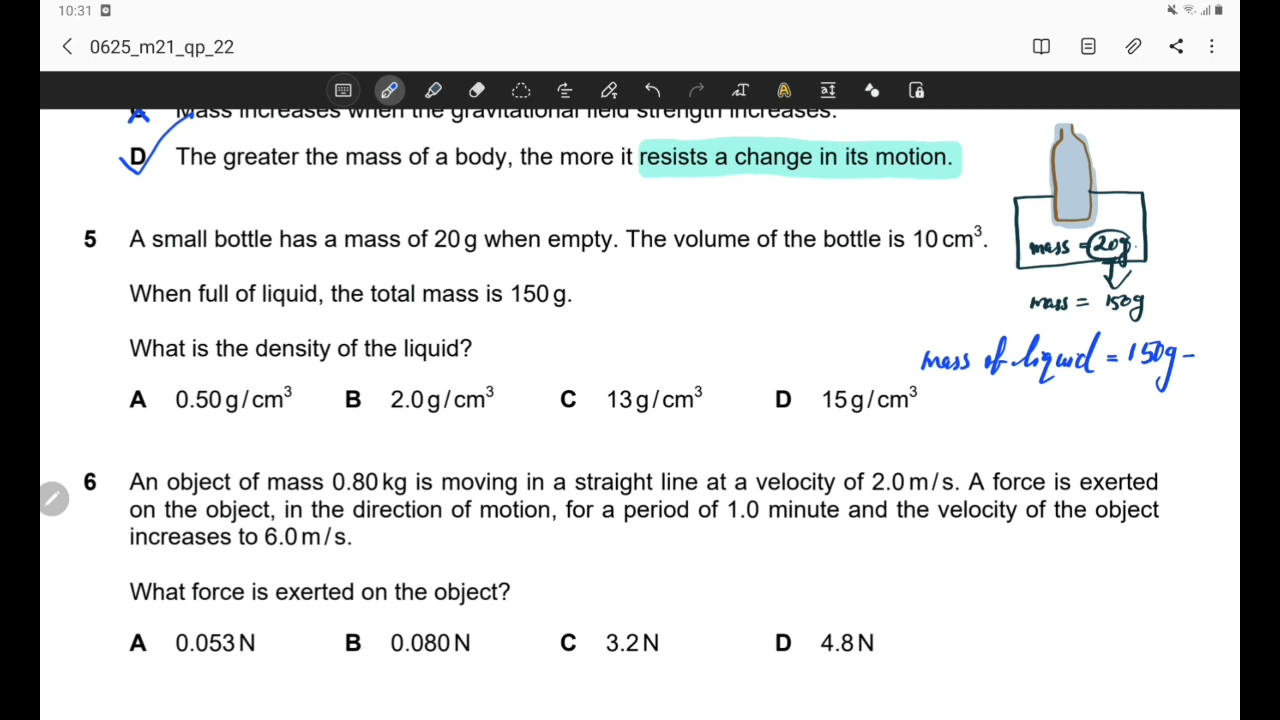 10:31
0625_m21_qp_22
Mass increases when the gravitational field strength increases.
D The greater the mass of a body, the more it resists a change in its motion.
5 A small bottle has a mass of 20 g when empty. The volume of the bottle is 10 cm³.
When full of liquid, the total mass is 150 g.
What is the density of the liquid?
A 0.50 g/cm³ B 2.0 g/cm³ C 13 g/cm³ D 15 g/cm³
mass = 20g
mass = 150g
mass of liquid = 150g -
6 An object of mass 0.80 kg is moving in a straight line at a velocity of 2.0 m/s. A force is exerted
on the object, in the direction of motion, for a period of 1.0 minute and the velocity of the object
increases to 6.0 m/s.
What force is exerted on the object?
A 0.053 N B 0.080 N C 3.2 N D 4.8 N